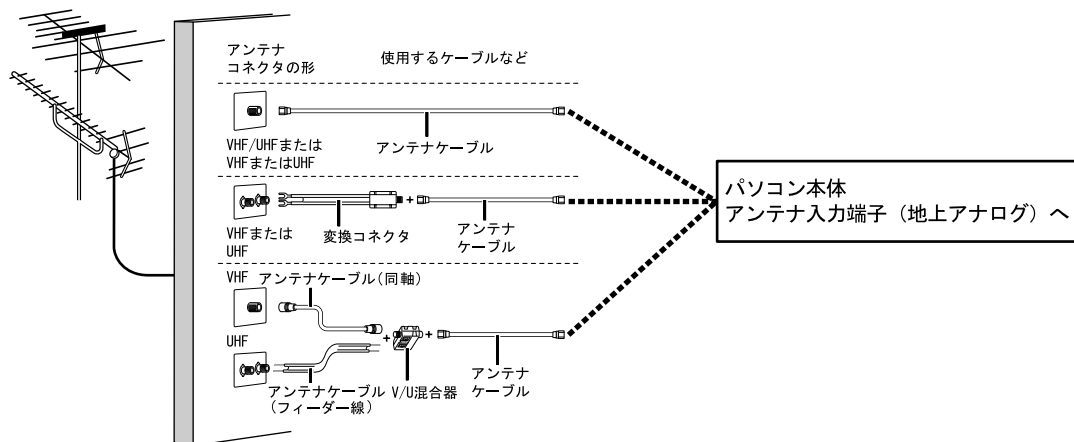 アンテナ
コネクタの形
使用するケーブルなど
VHF/UHFまたは
VHFまたはUHF
アンテナケーブル
VHFまたは
UHF
変換コネクタ
+
アンテナ
ケーブル
VHF
アンテナケーブル(同軸)
UHF
アンテナケーブル
(フィーダー線)
+
V/U混合器
+
アンテナ
ケーブル
パソコン本体
アンテナ入力端子（地上アナログ）へ